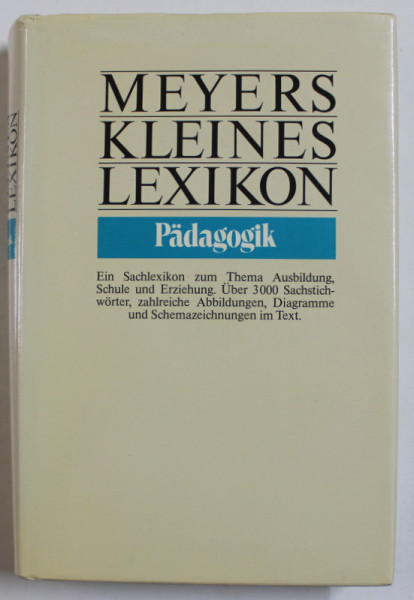 MEYERS
KLEINES
LEXIKON
Pädagogik
Ein Sachlexikon zum Thema Ausbildung,
Schule und Erziehung. Über 3000 Sachstich-
wörter, zahlreiche Abbildungen, Diagramme
und Schemazeichnungen im Text.
LEXIKON